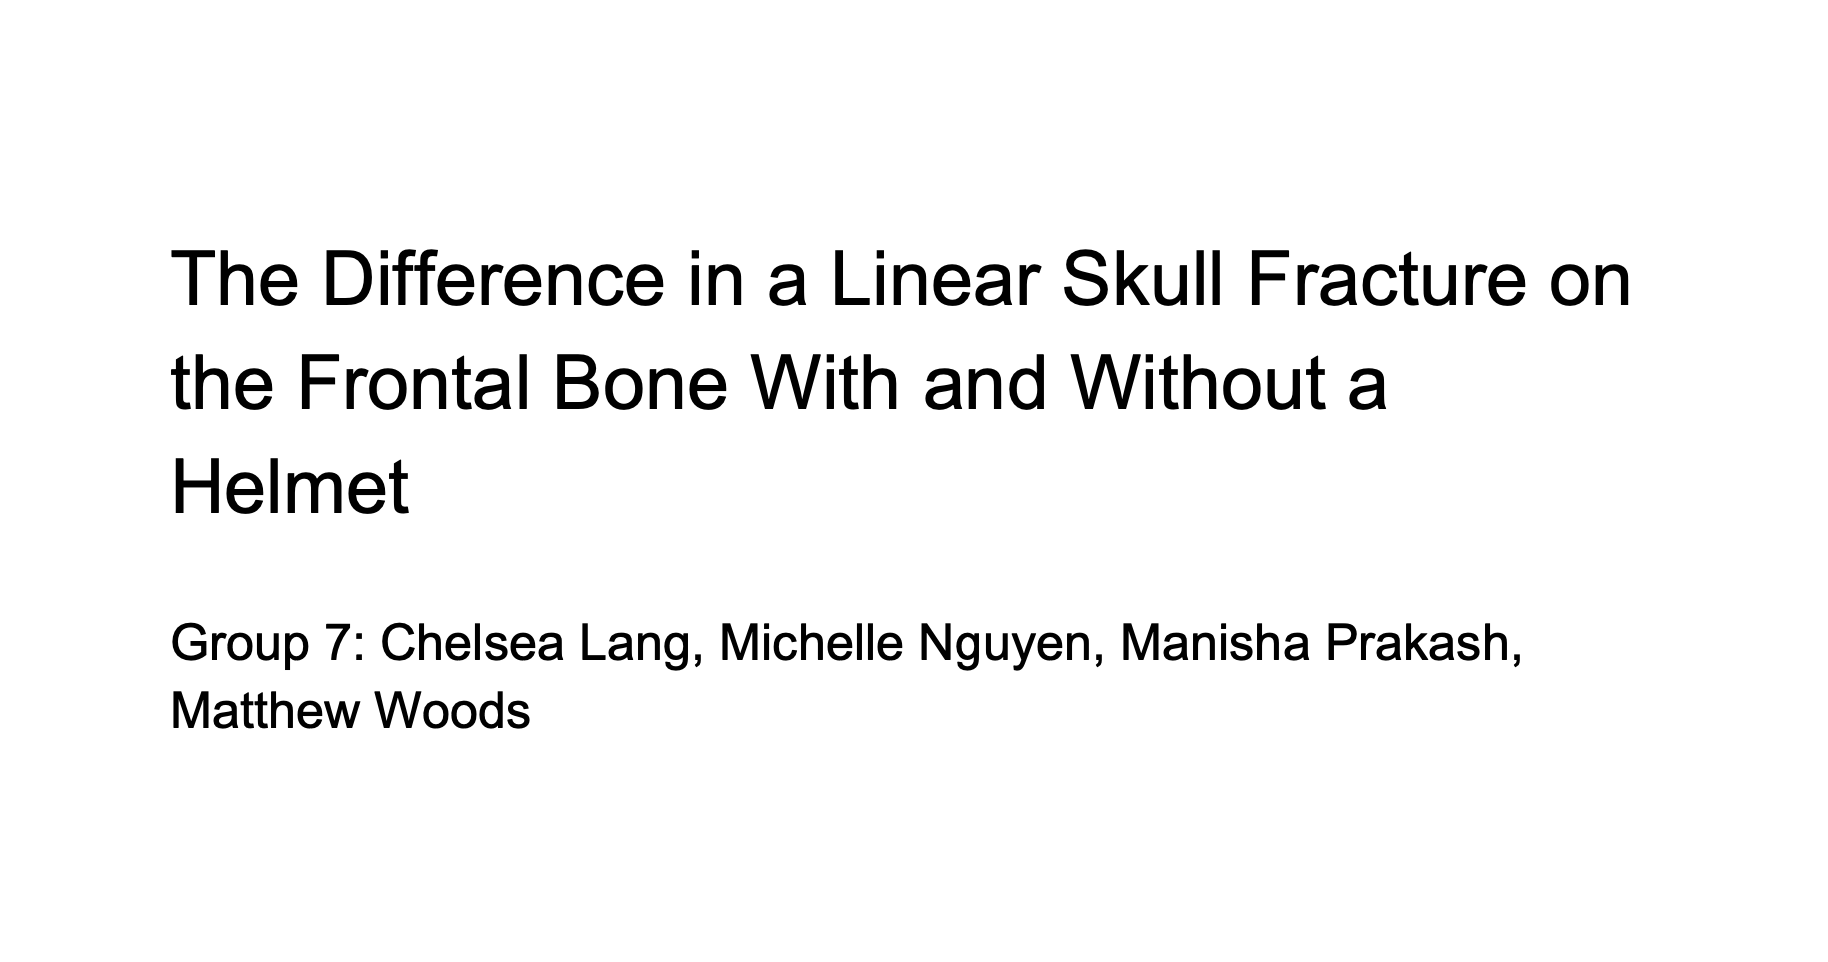 The Difference in a Linear Skull Fracture on
the Frontal Bone With and Without a
Helmet
Group 7: Chelsea Lang, Michelle Nguyen, Manisha Prakash,
Matthew Woods